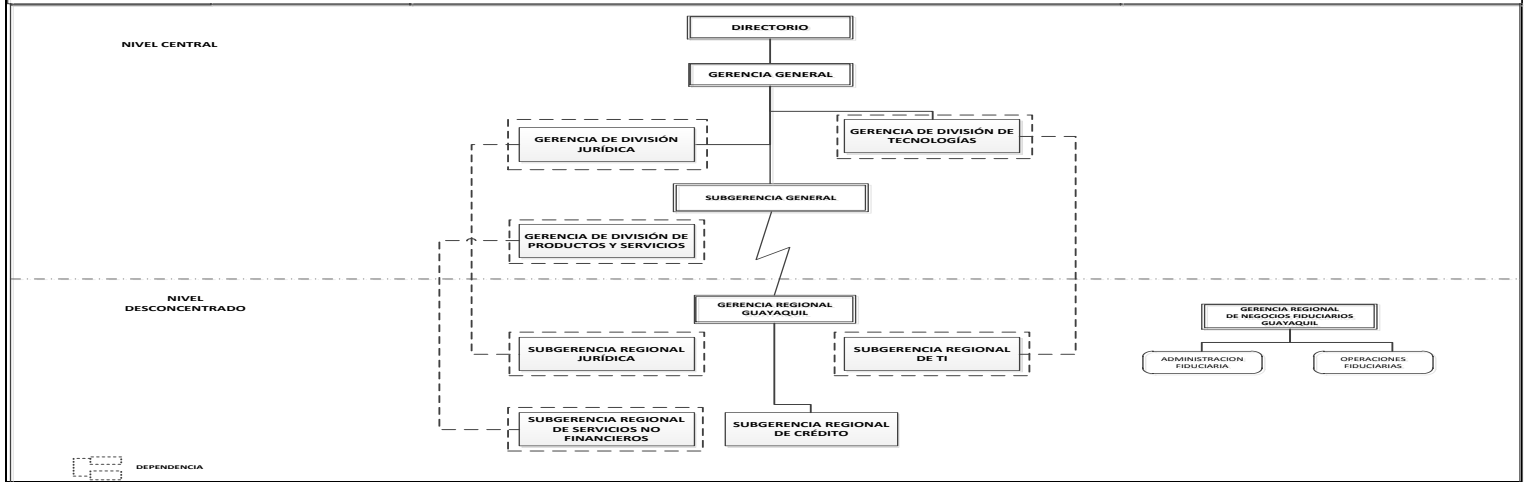 DIRECTORIO
NIVEL CENTRAL
GERENCIA GENERAL
GERENCIA DE DIVISIÓN
JURÍDICA
GERENCIA DE DIVISIÓN DE
TECNOLOGÍAS
SUBGERENCIA GENERAL
GERENCIA DE DIVISIÓN DE
PRODUCTOS Y SERVICIOS
NIVEL
DESCONCENTRADO
GERENCIA REGIONAL
GUAYAQUIL
GERENCIA REGIONAL
DE NEGOCIOS FIDUCIARIOS
GUAYAQUIL
SUBGERENCIA REGIONAL
JURÍDICA
SUBGERENCIA REGIONAL
DE TI
ADMINISTRACION
FIDUCIARIA
OPERACIONES
FIDUCIARIAS
SUBGERENCIA REGIONAL
DE SERVICIOS NO
FINANCIEROS
SUBGERENCIA REGIONAL
DE CRÉDITO
DEPENDENCIA